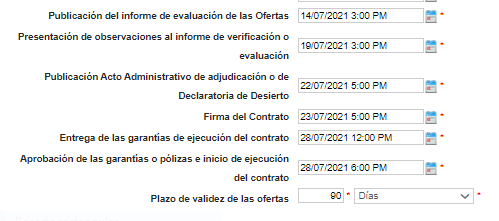 Publicación del informe de evaluación de las Ofertas 14/07/2021 3:00 PM *
Presentación de observaciones al informe de verificación o
evaluación 19/07/2021 3:00 PM *
Publicación Acto Administrativo de adjudicación o de
Declaratoria de Desierto 22/07/2021 5:00 PM *
Firma del Contrato 23/07/2021 5:00 PM *
Entrega de las garantías de ejecución del contrato 28/07/2021 12:00 PM *
Aprobación de las garantías o pólizas e inicio de ejecución
del contrato 28/07/2021 6:00 PM *
Plazo de validez de las ofertas 90 * Días *